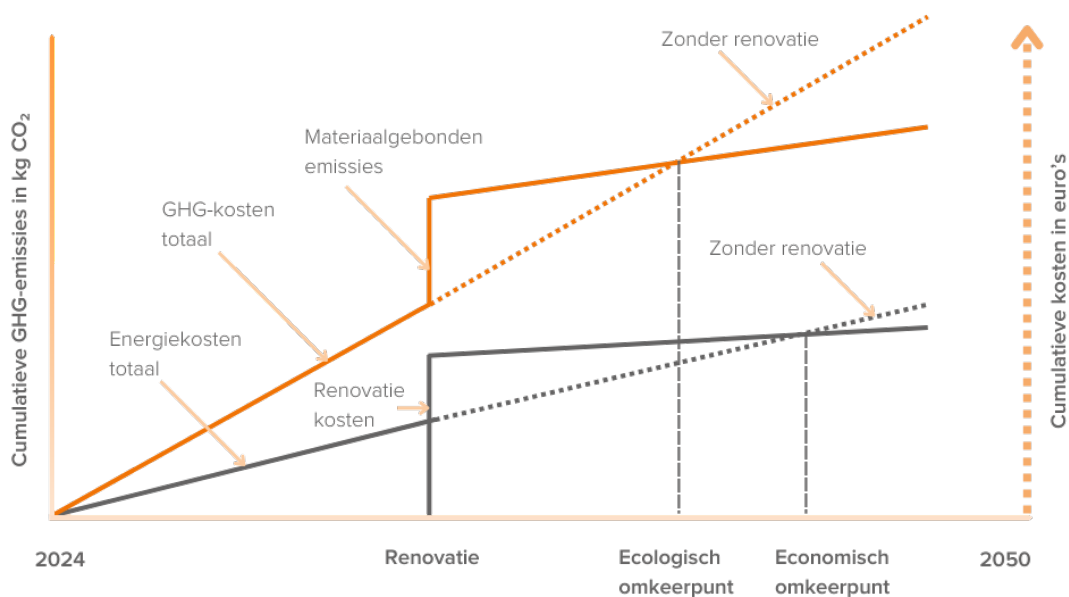 Zonder renovatie
Materiaalgebonden
emissies
GHG-kosten
totaal
Zonder renovatie
Energiekosten
totaal
Renovatie
kosten
Cumulatieve GHG-emissies in kg CO₂
Cumulatieve kosten in euro's
2024
Renovatie
Ecologisch
omkeerpunt
Economisch
omkeerpunt
2050